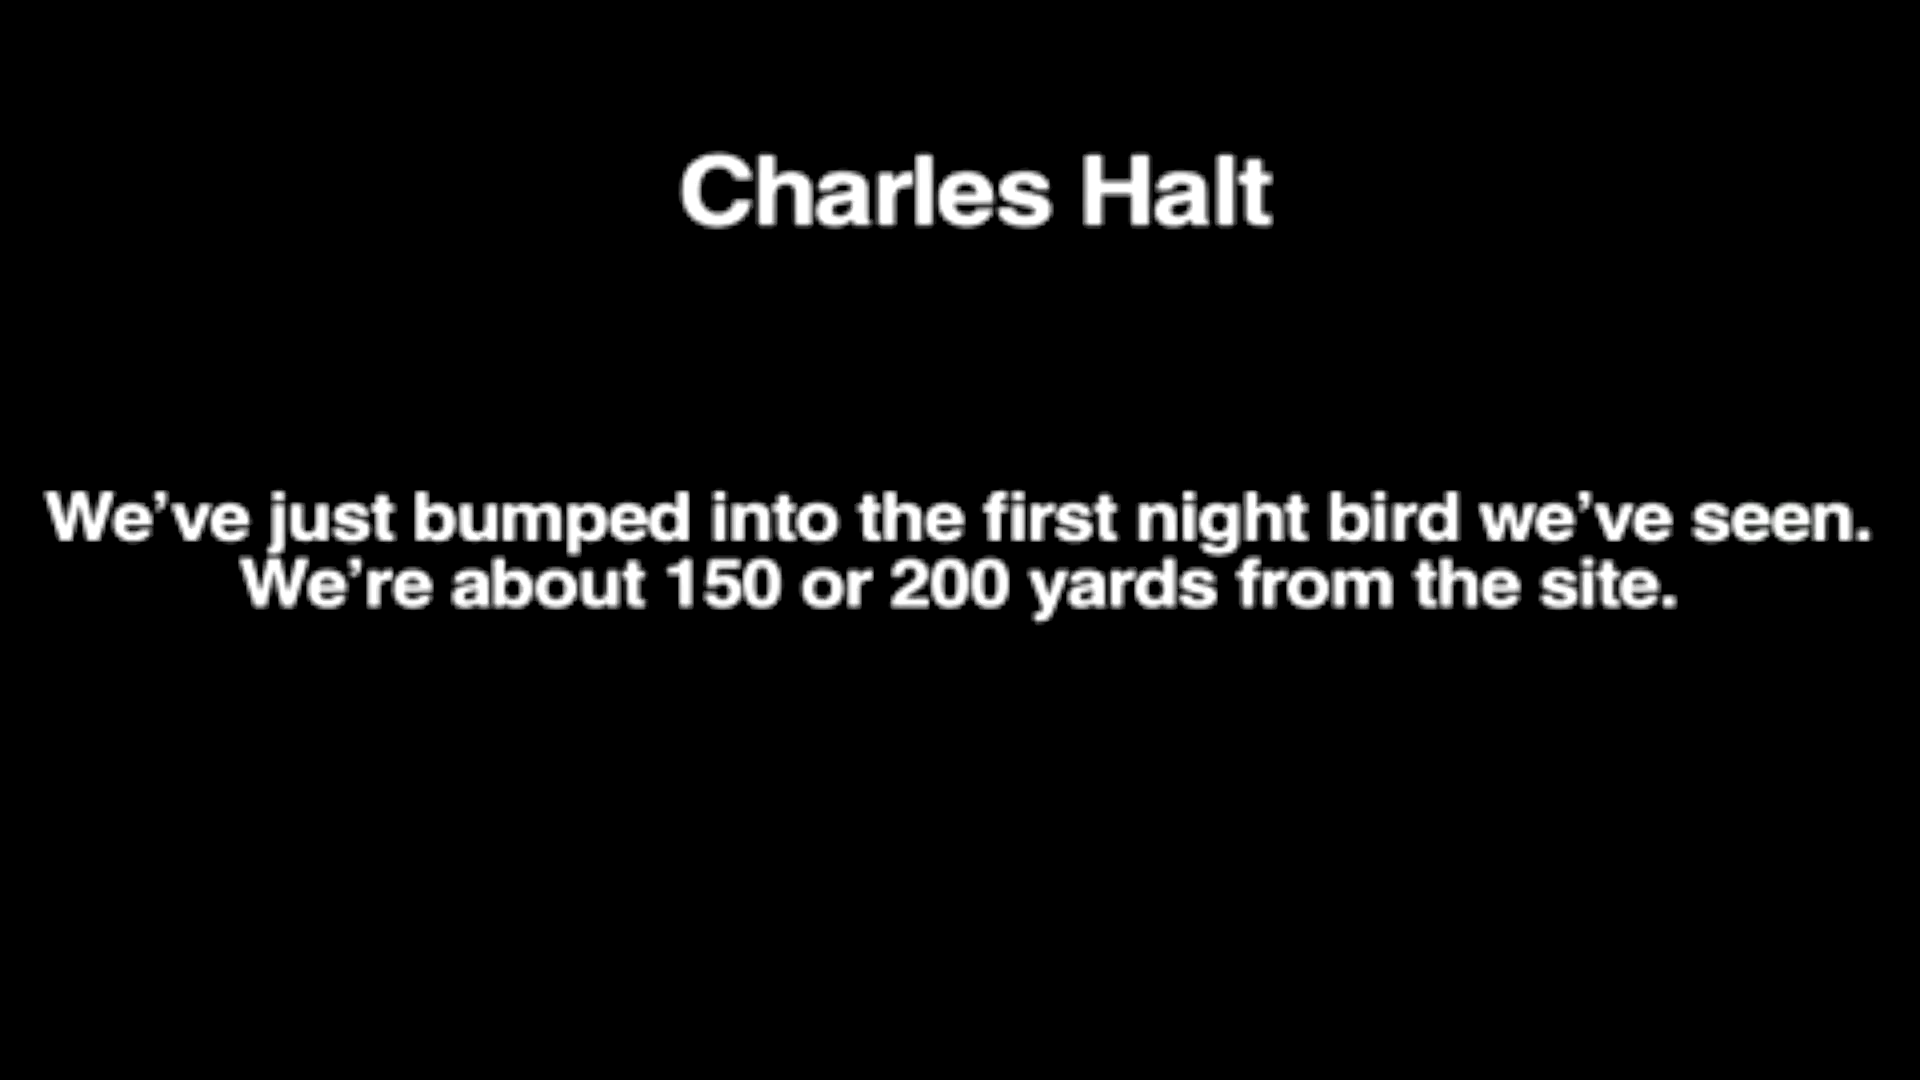 Charles Halt
We’ve just bumped into the first night bird we’ve seen.
We’re about 150 or 200 yards from the site.